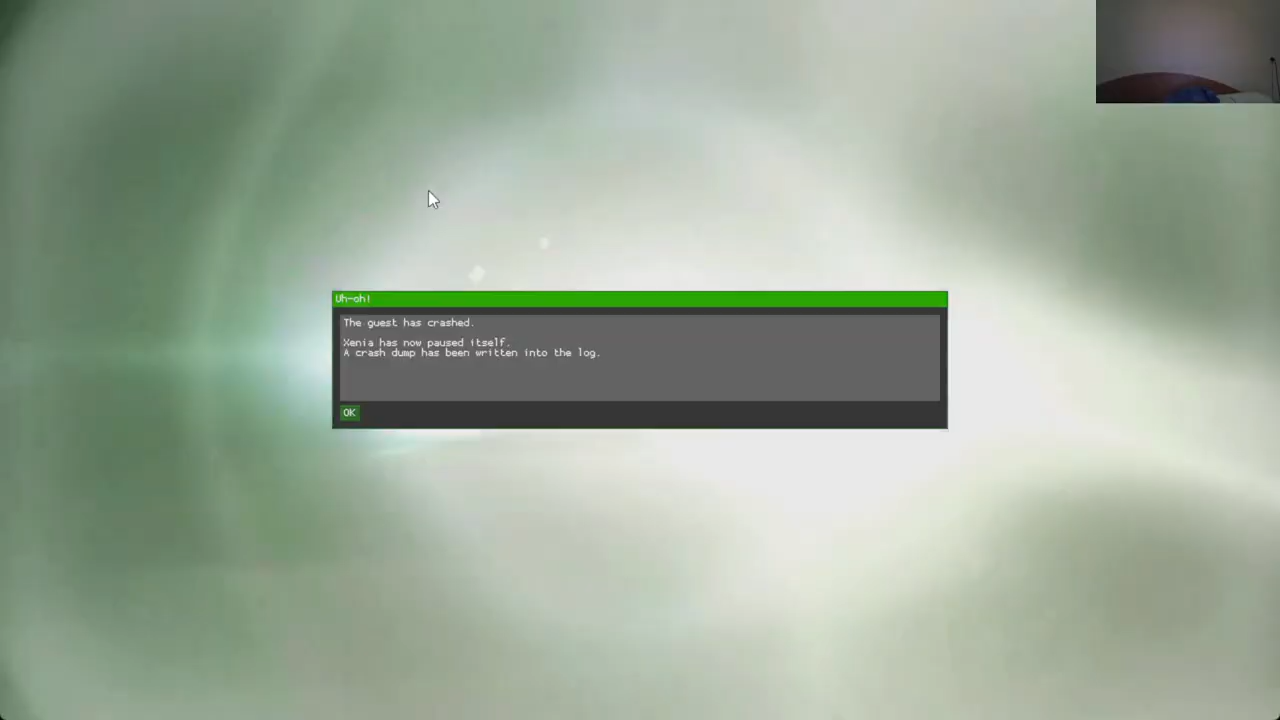 Uh-oh!
The guest has crashed.
Xenia has now paused itself.
A crash dump has been written into the log.
OK